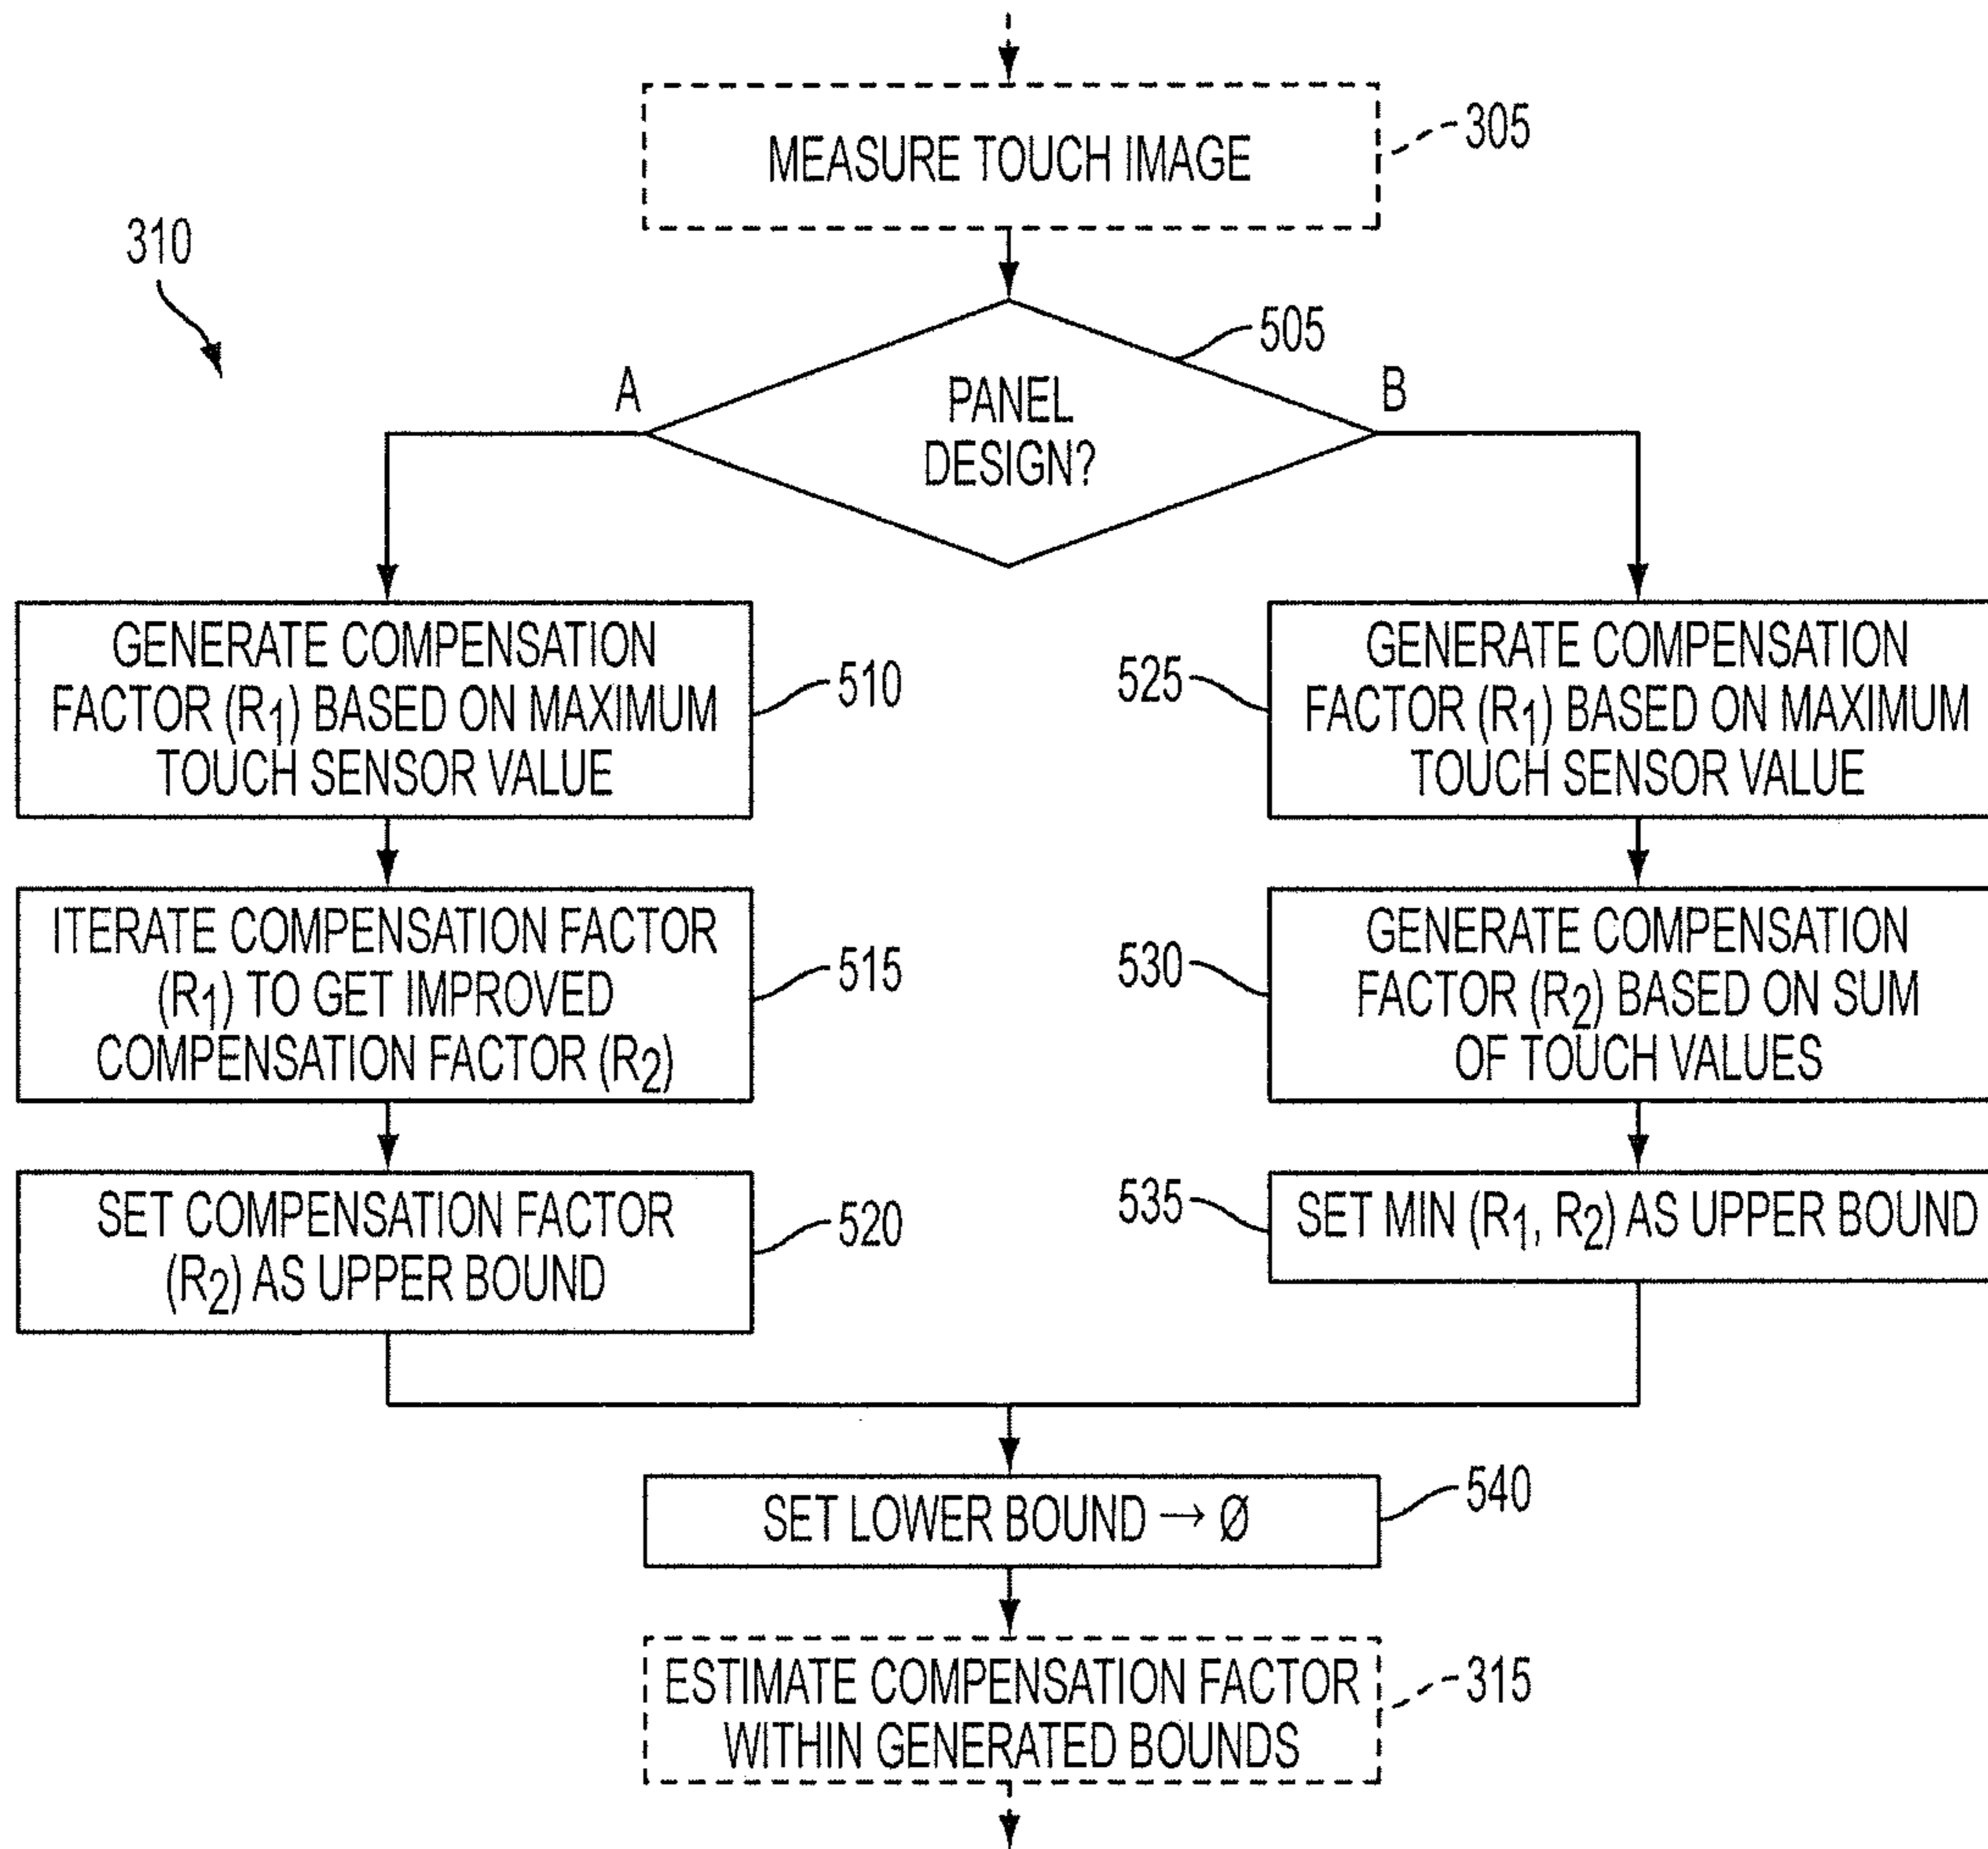 MEASURE TOUCH IMAGE
305
310
505
A
PANEL
DESIGN?
B
GENERATE COMPENSATION
FACTOR (R1) BASED ON MAXIMUM
TOUCH SENSOR VALUE
510
525
GENERATE COMPENSATION
FACTOR (R1) BASED ON MAXIMUM
TOUCH SENSOR VALUE
ITERATE COMPENSATION FACTOR
(R1) TO GET IMPROVED
COMPENSATION FACTOR (R2)
515
530
GENERATE COMPENSATION
FACTOR (R2) BASED ON SUM
OF TOUCH VALUES
SET COMPENSATION FACTOR
(R2) AS UPPER BOUND
520
535
SET MIN (R1, R2) AS UPPER BOUND
SET LOWER BOUND → Ø
540
ESTIMATE COMPENSATION FACTOR
WITHIN GENERATED BOUNDS
315